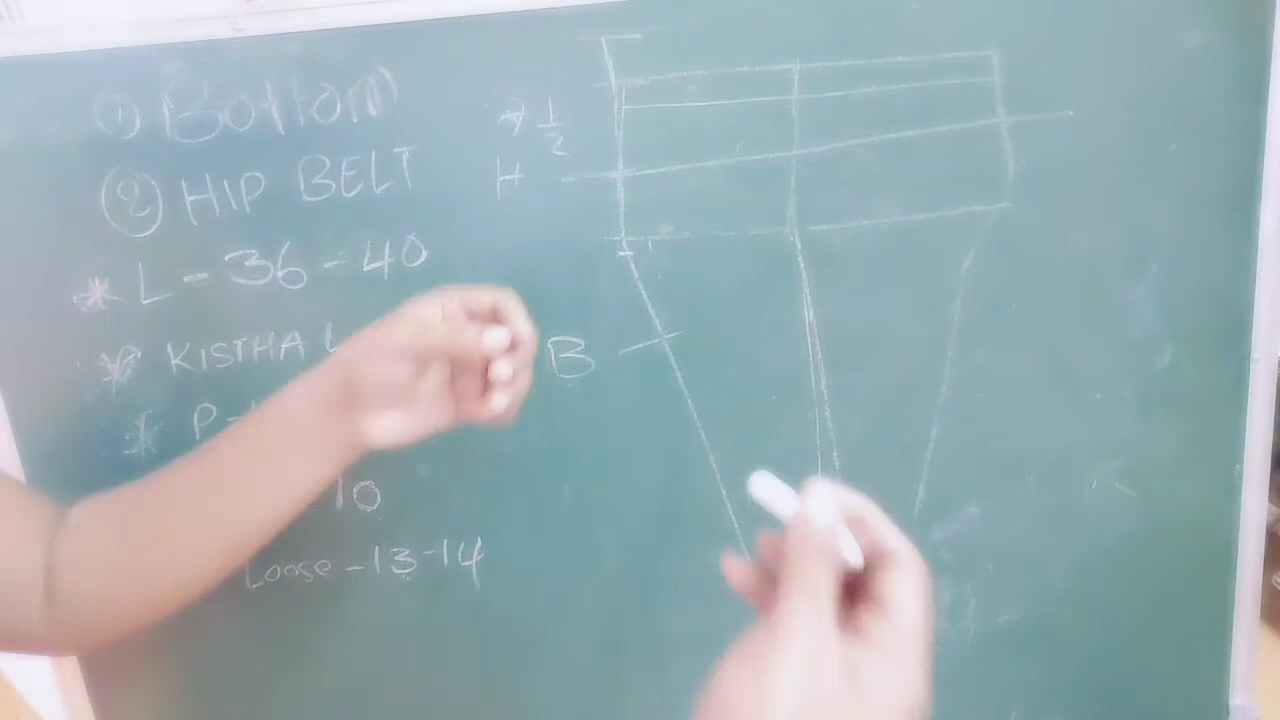 ① Bottom
② HIP BELT
* L - 36 - 40
* KISTHA L
* P -
10
Loose - 13-14
1/2
H
B